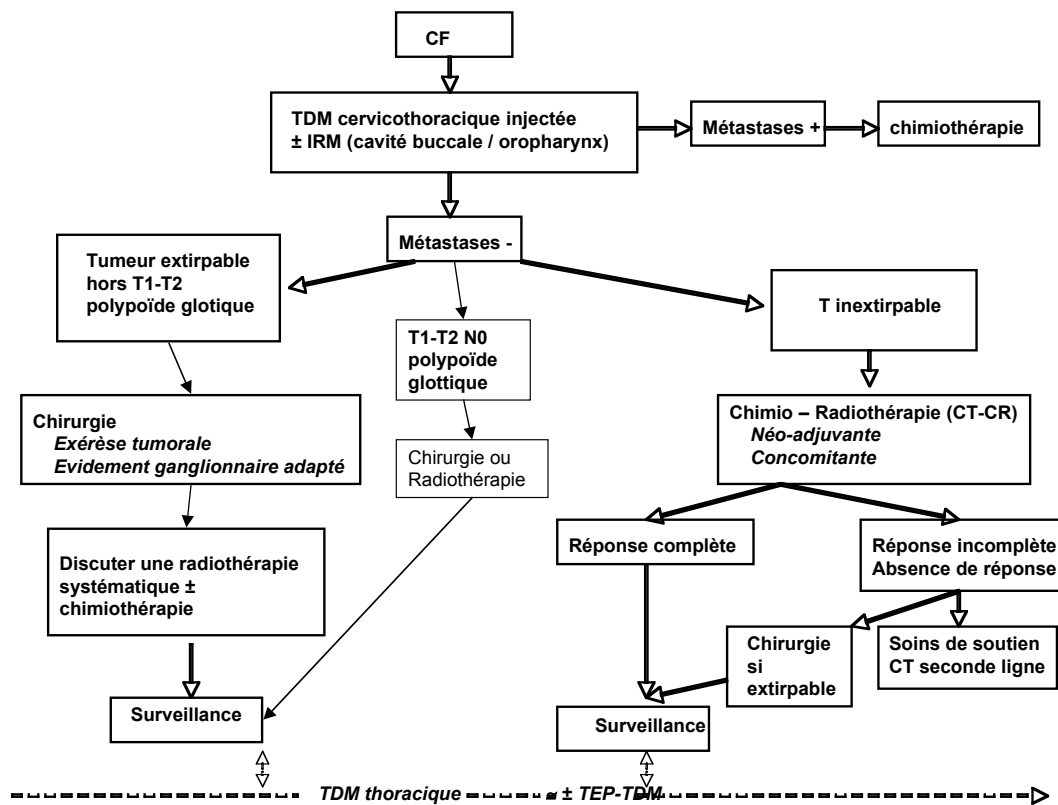 CF
TDM cervicothoracique injectée
± IRM (cavité buccale / oropharynx)
Métastases +
chimiothérapie
Métastases -
Tumeur extirpable
hors T1-T2
polypoïde glotique
T1-T2 N0
polypoïde
glottique
T inextirpable
Chirurgie
Exérèse tumorale
Evidement ganglionnaire adapté
Chirurgie ou
Radiothérapie
Chimio – Radiothérapie (CT-CR)
Néo-adjuvante
Concomitante
Discuter une radiothérapie
systématique ±
chimiothérapie
Réponse complète
Réponse incomplète
Absence de réponse
Chirurgie
si
extirpable
Soins de soutien
CT seconde ligne
Surveillance
Surveillance
TDM thoracique ± TEP-TDM